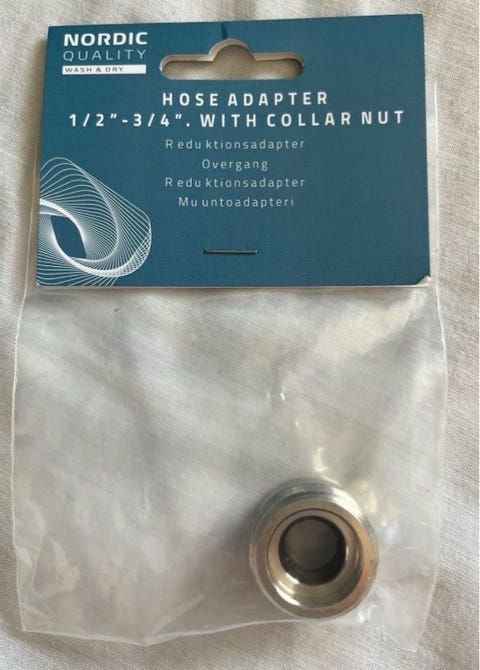 NORDIC
QUALITY
WASH & DRY
HOSE ADAPTER
1/2"-3/4". WITH COLLAR NUT
Reduktionsadapter
Overgang
Reduktionsadapter
Muuntoadapteri